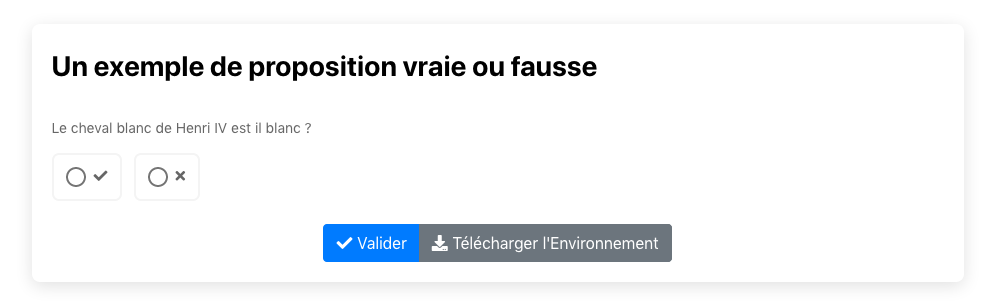 Un exemple de proposition vraie ou fausse
Le cheval blanc de Henri IV est il blanc ?
Valider
Télécharger l'Environnement